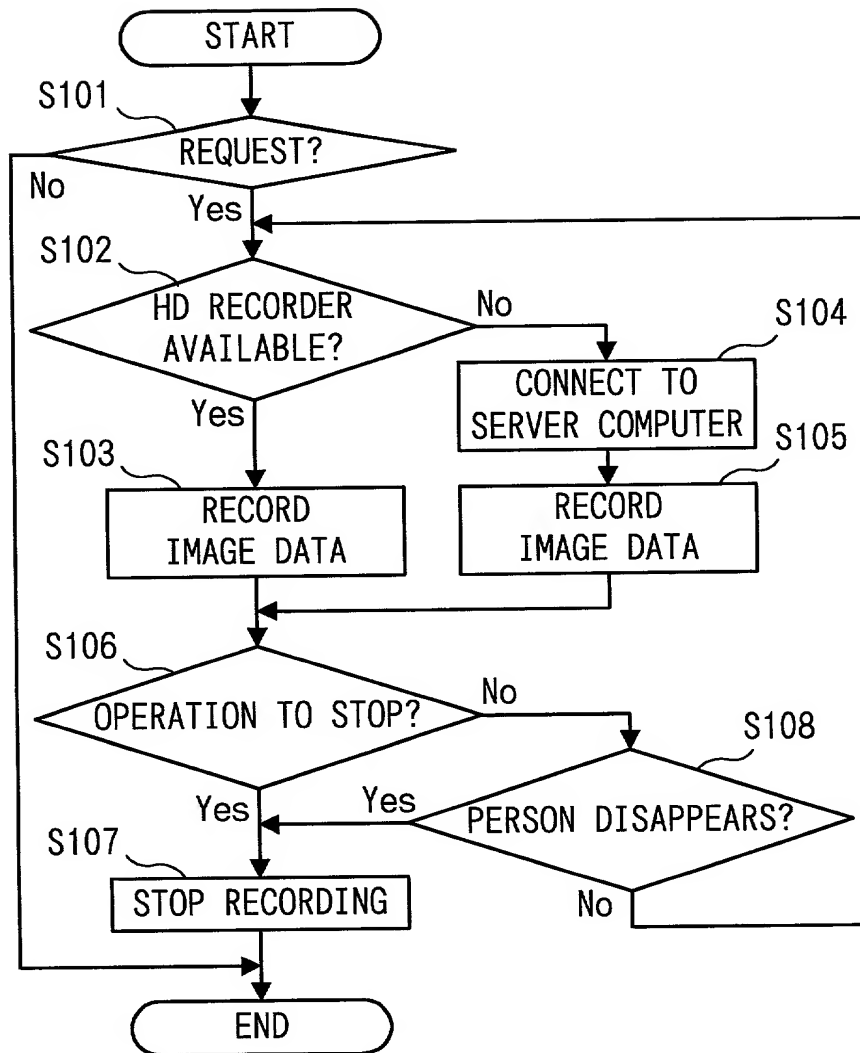 START
S101
REQUEST?
No
Yes
S102
HD RECORDER
AVAILABLE?
No
S104
Yes
CONNECT TO
SERVER COMPUTER
S103
S105
RECORD
IMAGE DATA
RECORD
IMAGE DATA
S106
OPERATION TO STOP?
No
S108
Yes
Yes
PERSON DISAPPEARS?
S107
STOP RECORDING
No
END